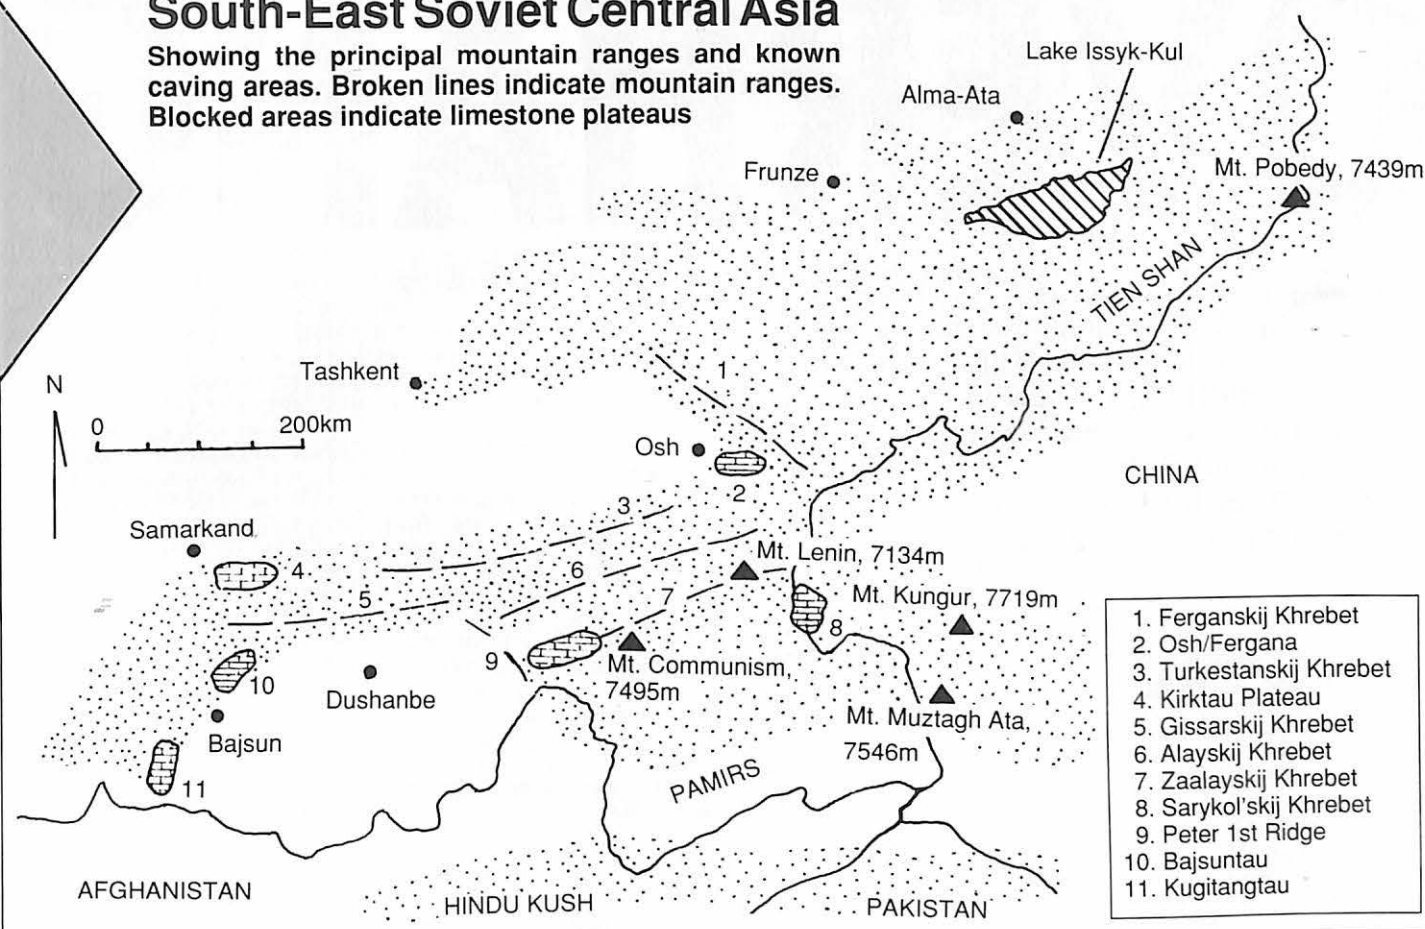 South-East Soviet Central Asia
Showing the principal mountain ranges and known
caving areas. Broken lines indicate mountain ranges.
Blocked areas indicate limestone plateaus
Lake Issyk-Kul
Alma-Ata
Frunze
Mt. Pobedy, 7439m
TIEN SHAN
Tashkent
N
0
200km
1
Osh
2
CHINA
3
Samarkand
4
Mt. Lenin, 7134m
6
5
7
Mt. Kungur, 7719m
8
9
Mt. Communism,
7495m
10
Dushanbe
Mt. Muztagh Ata,
7546m
Bajsun
11
PAMIRS
AFGHANISTAN
HINDU KUSH
PAKISTAN
1. Ferganskij Khrebet
2. Osh/Fergana
3. Turkestanskij Khrebet
4. Kirktau Plateau
5. Gissarskij Khrebet
6. Alayskij Khrebet
7. Zaalayskij Khrebet
8. Sarykol'skij Khrebet
9. Peter 1st Ridge
10. Bajsuntau
11. Kugitangtau